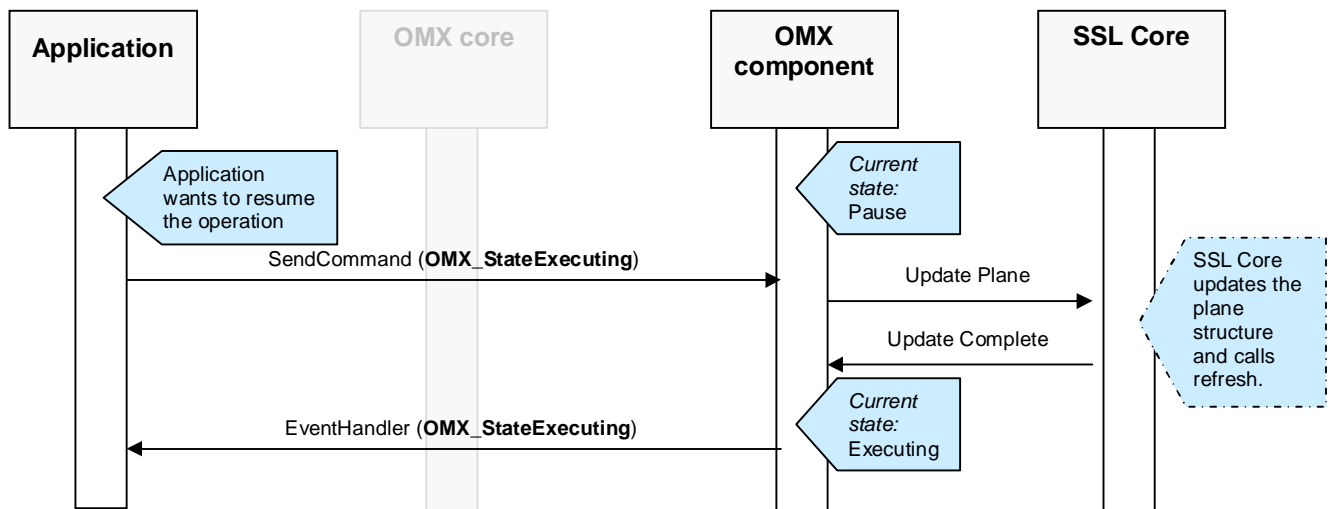 Application
OMX core
OMX
component
SSL Core
Application
wants to resume
the operation
Current
state:
Pause
SendCommand (OMX_StateExecuting)
Update Plane
SSL Core
updates the
plane
structure
and calls
refresh.
Update Complete
Current
state:
Executing
EventHandler (OMX_StateExecuting)